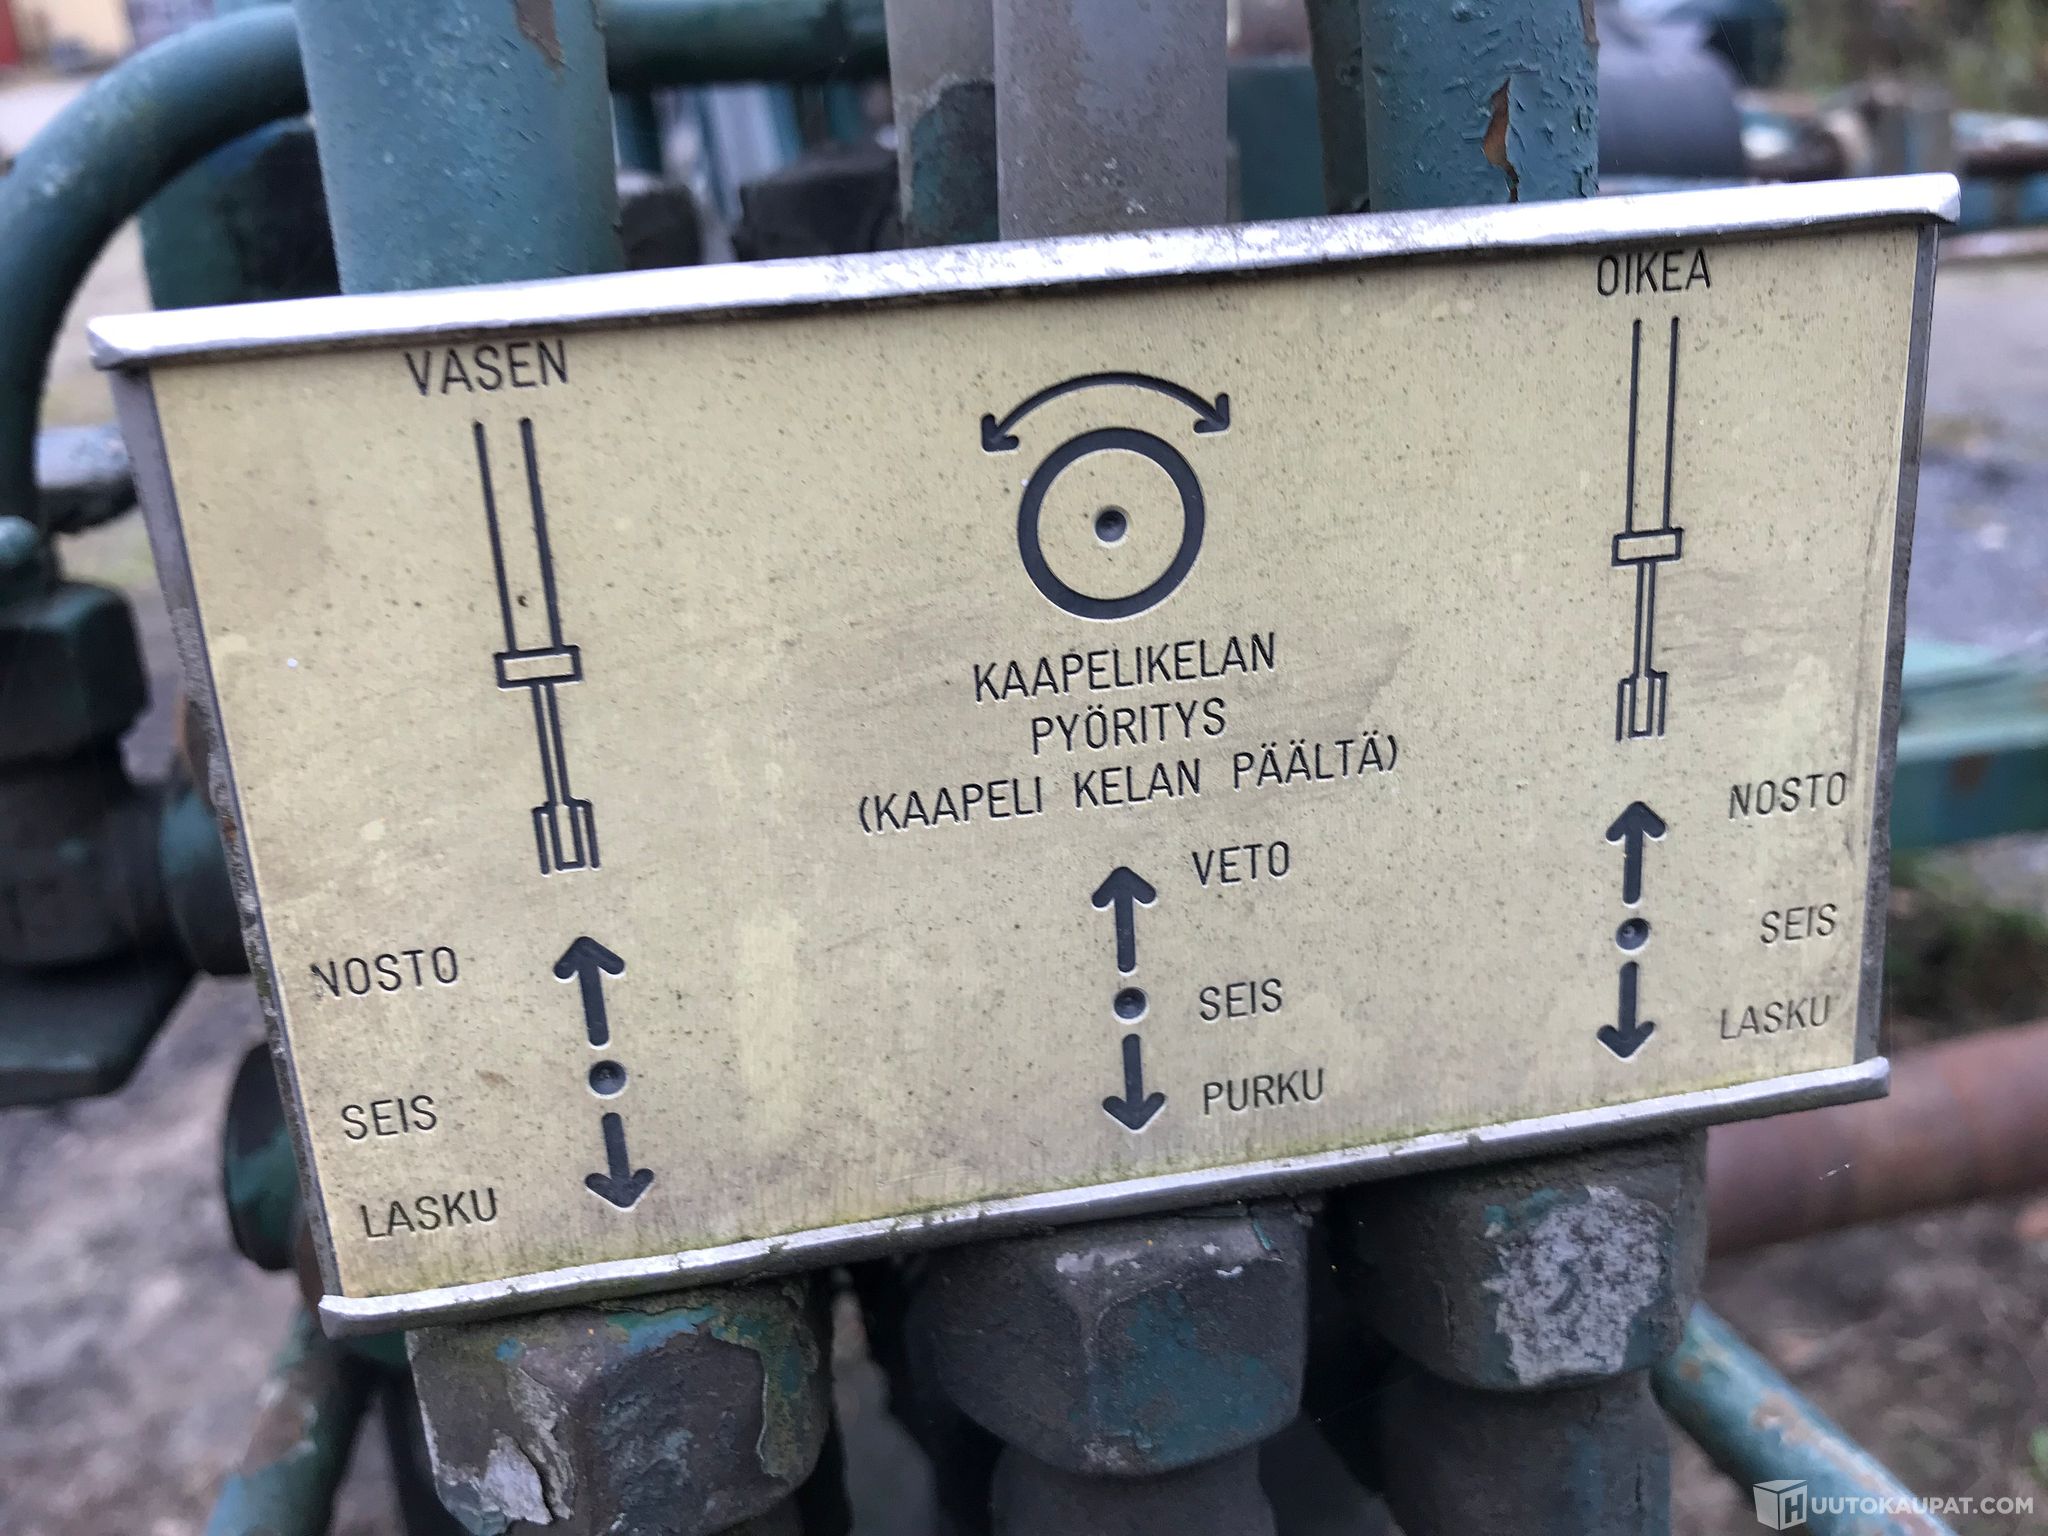 VASEN
OIKEA
KAAPELIKELAN
PYÖRITYS
(KAAPELI KELAN PÄÄLTÄ)
NOSTO
SEIS
LASKU
VETO
SEIS
PURKU
NOSTO
SEIS
LASKU
HUUTOKAUPAT.COM